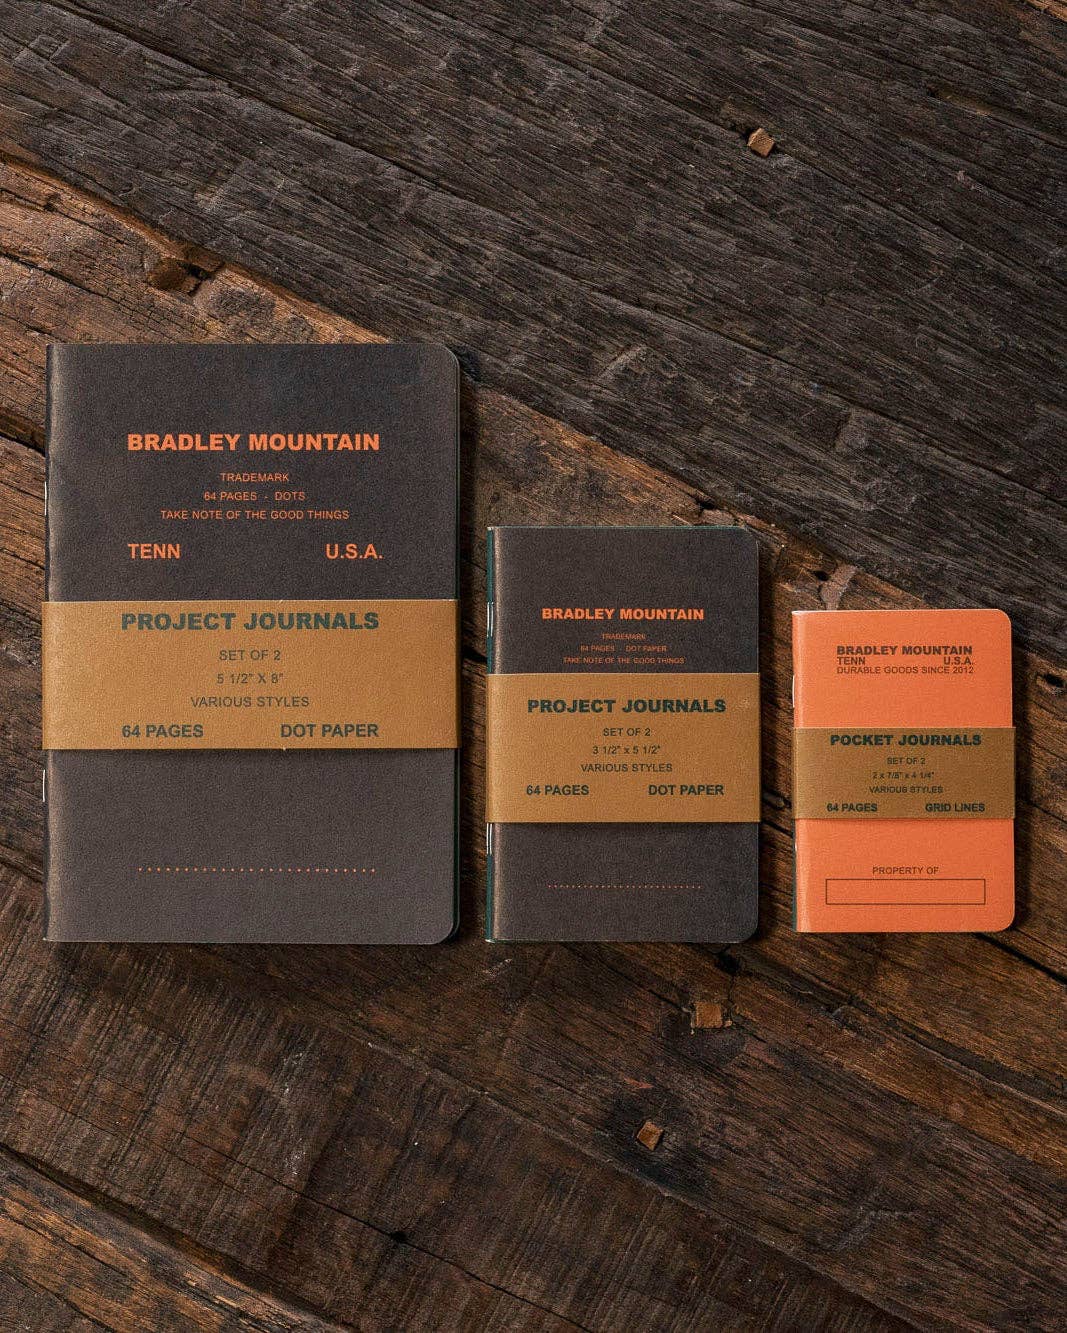 BRADLEY MOUNTAIN
TRADEMARK
64 PAGES - DOTS
TAKE NOTE OF THE GOOD THINGS
TENN U.S.A.
PROJECT JOURNALS
SET OF 2
5 1/2" X 8"
VARIOUS STYLES
64 PAGES DOT PAPER
BRADLEY MOUNTAIN
TRADEMARK
64 PAGES DOT PAPER
TAKE NOTE OF THE GOOD THINGS
PROJECT JOURNALS
SET OF 2
3 1/2" x 5 1/2"
VARIOUS STYLES
64 PAGES DOT PAPER
BRADLEY MOUNTAIN
TENN U.S.A.
DURABLE GOODS SINCE 2012
POCKET JOURNALS
SET OF 2
2 x 7/8" x 4 1/4"
VARIOUS STYLES
64 PAGES GRID LINES
PROPERTY OF